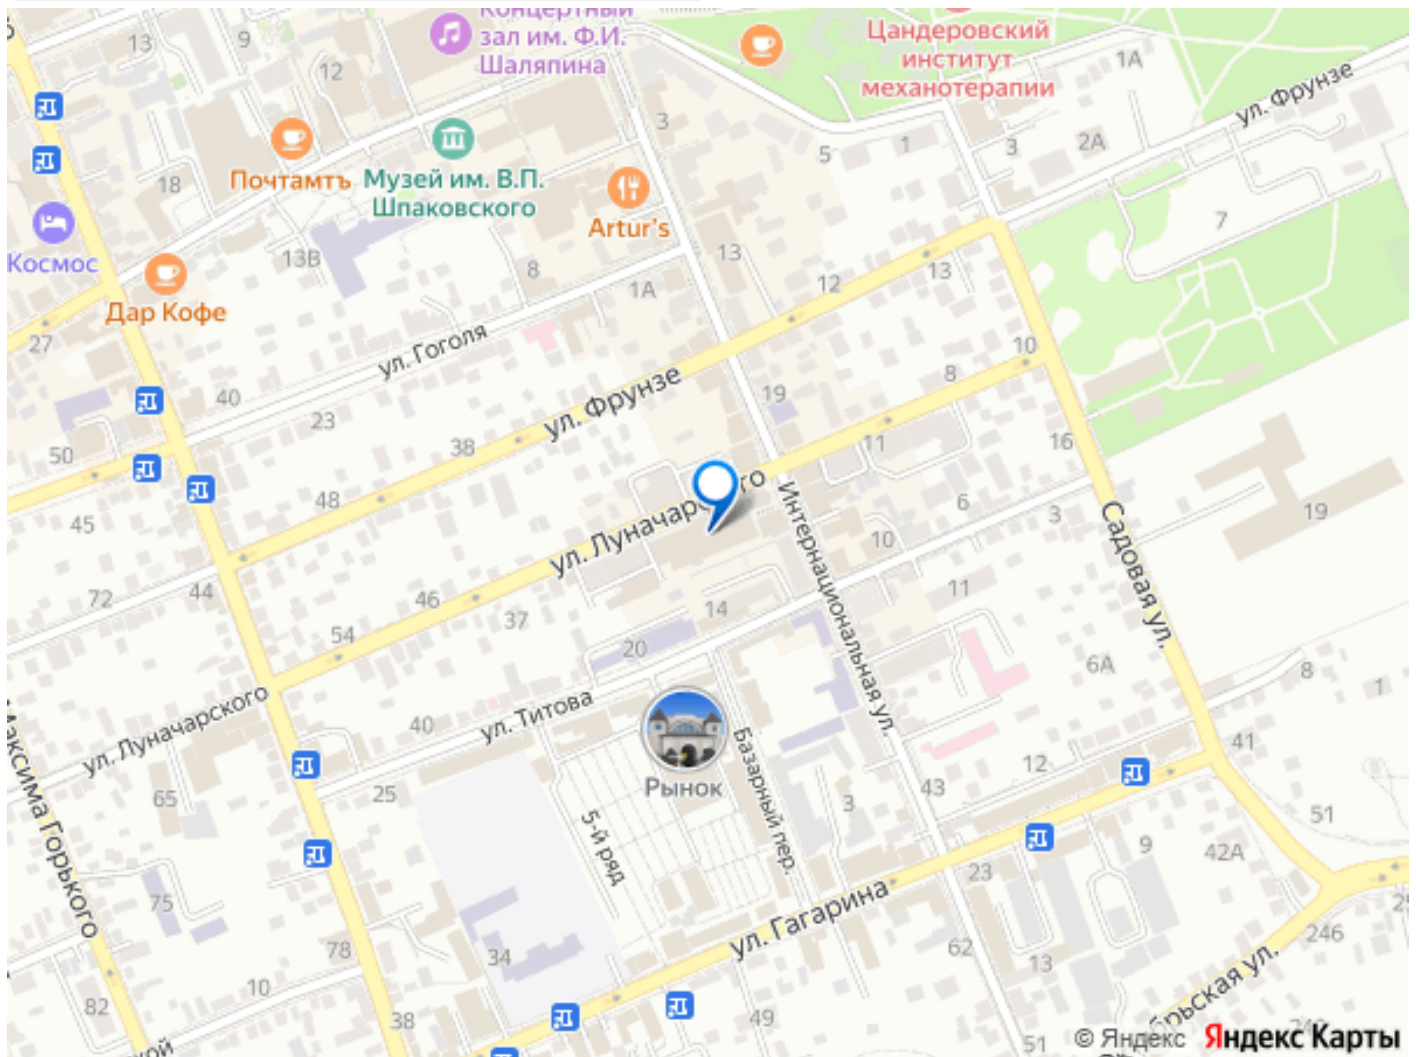 Концертный
зал им. Ф.И.
Шаляпина
Цандеровский
институт
механотерапии
13
9
12
1А
ул. Фрунзе
3
5
1
3
2А
Почтамтъ
Музей им. В.П.
Шпаковского
18
Artur's
7
Космос
13В
8
13
1А
12
13
Дар Кофе
27
ул. Гоголя
10
8
40
23
ул. Фрунзе
19
38
11
16
50
48
45
ул. Луначарского
Интернациональная ул.
6
3
Садовая ул.
19
10
72
44
46
54
37
14
11
20
6А
8
1
ул. Луначарского
40
ул. Титова
Рынок
Базарный пер.
41
12
Максима Горького
65
25
5-й ряд
3
43
51
9
42А
23
75
ул. Гагарина
34
78
62
13
246
10
82
38
49
51
© Яндекс
Яндекс Карты